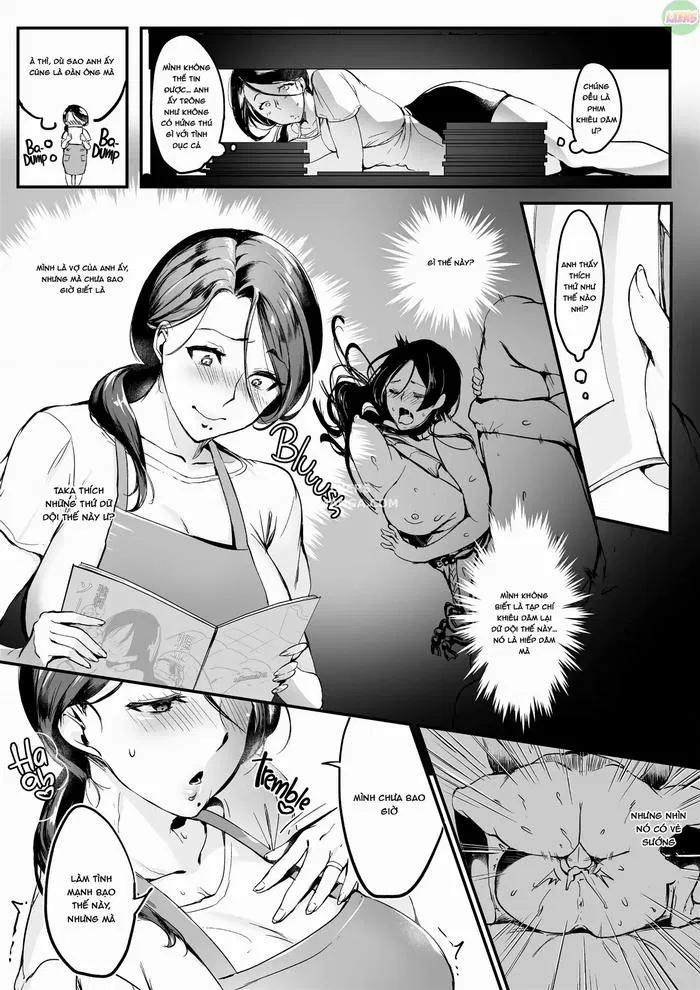 À THÌ, DÙ SAO ANH ẤY
CŨNG LÀ ĐÀN ÔNG MÀ
BA-
DUMP
BA-
DUMP
MÌNH KHÔNG
THỂ TIN
ĐƯỢC... ANH
ẤY TRÔNG
NHƯ KHÔNG
CÓ HỨNG THÚ
GÌ VỚI TÌNH
DỤC CẢ
CHÚNG
ĐỀU LÀ
PHIM
KHIÊU DÂM
Ư?
ANH THẤY
THÍCH
THỨ NHƯ
THẾ NÀO
NHỈ?
GÌ THẾ NÀY?
MÌNH LÀ VỢ CỦA ANH ẤY,
NHƯNG MÀ CHƯA BAO
GIỜ BIẾT LÀ
BLUUUSH
TAKA THÍCH
NHỮNG THỨ DỮ
DỘI THẾ NÀY Ư?
MÌNH KHÔNG
BIẾT LÀ TẠP CHÍ
KHIÊU DÂM LẠI
DỮ DỘI THẾ NÀY...
NÓ LÀ HIẾP DÂM
MÀ
HA
AH
TREMBLE
MÌNH CHƯA BAO
GIỜ
LÀM TÌNH
MẠNH BẠO
THẾ NÀY,
NHƯNG MÀ
NHƯNG NHÌN
NÓ CÓ VẺ
SƯỚNG